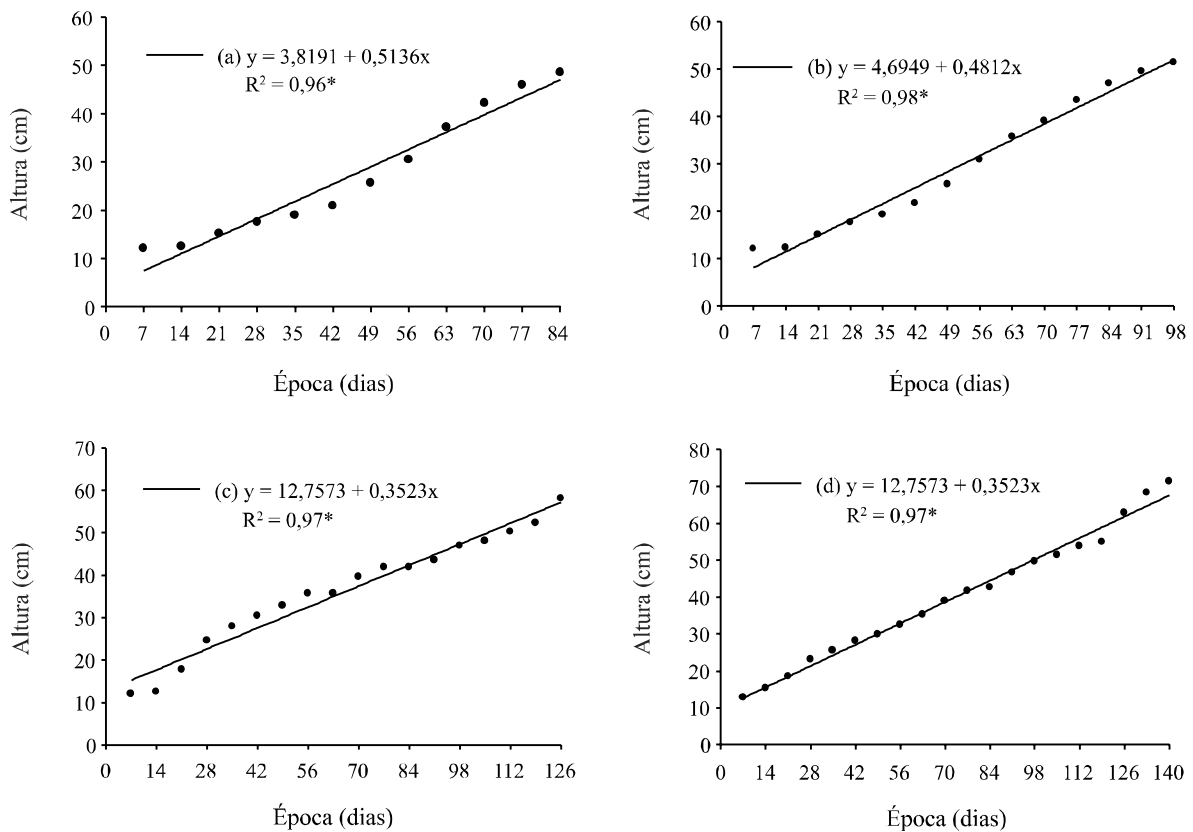 60
50
40
30
20
10
0
Altura (cm)
(a) y = 3,8191 + 0,5136x
R² = 0,96*
0 7 14 21 28 35 42 49 56 63 70 77 84
Época (dias)
60
50
40
30
20
10
0
Altura (cm)
(b) y = 4,6949 + 0,4812x
R² = 0,98*
0 7 14 21 28 35 42 49 56 63 70 77 84 91 98
Época (dias)
70
60
50
40
30
20
10
0
Altura (cm)
(c) y = 12,7573 + 0,3523x
R² = 0,97*
0 14 28 42 56 70 84 98 112 126
Época (dias)
80
70
60
50
40
30
20
10
0
Altura (cm)
(d) y = 12,7573 + 0,3523x
R² = 0,97*
0 14 28 42 56 70 84 98 112 126 140
Época (dias)